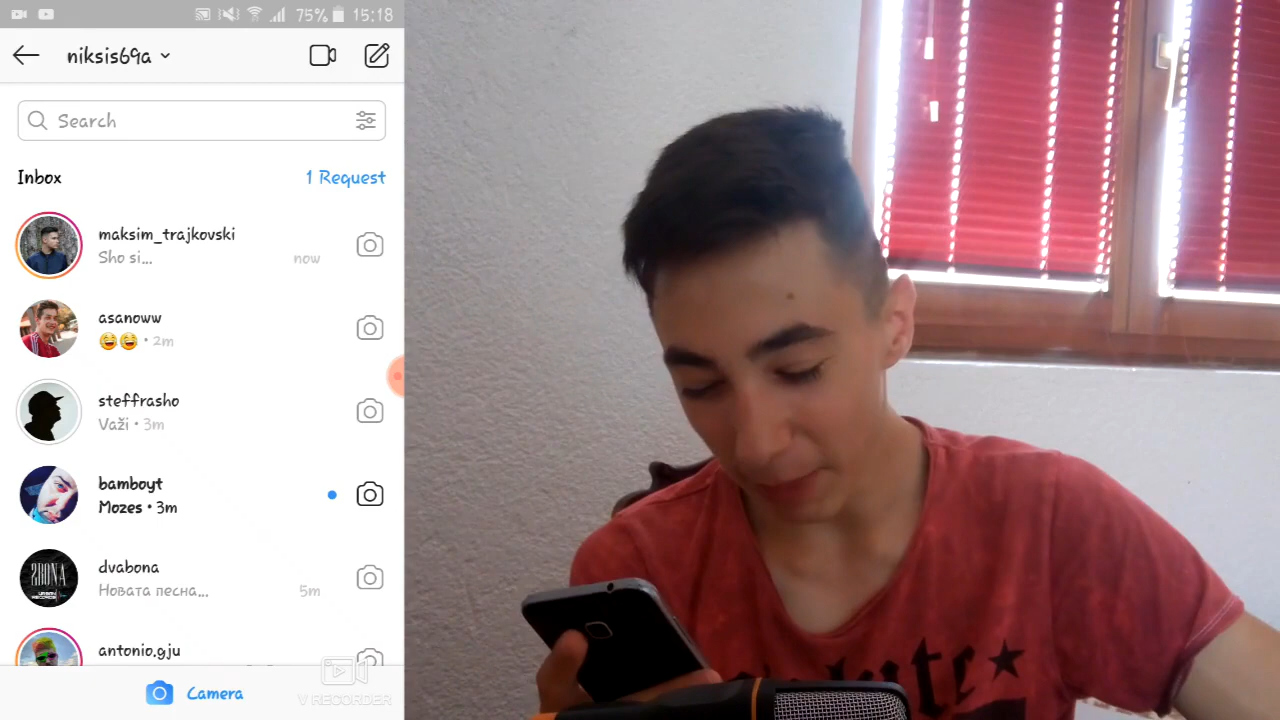 75% 15:18
niksis69a
Search
Inbox
1 Request
maksim_trajkovski
Sho si...
now
asanoww
😄😄 • 2m
steffrasho
Važi • 3m
bamboyt
Mozes • 3m
2BONA
dvabona
Новата песна...
5m
antonio.gju
Camera
V RECORDER